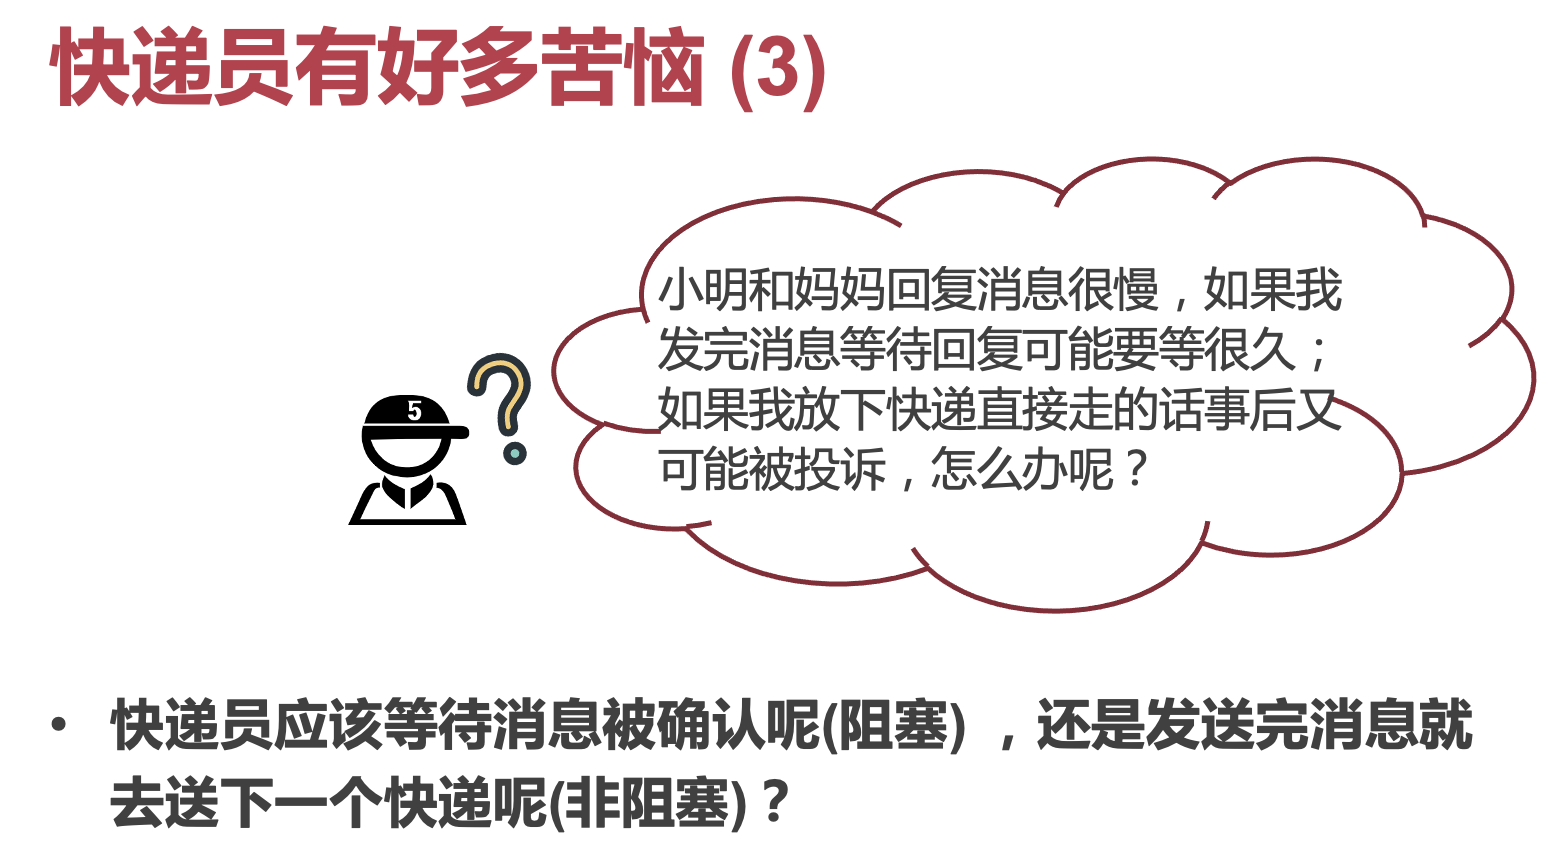 快递员有好多苦恼 (3)
小明和妈妈回复消息很慢，如果我
发完消息等待回复可能要等很久；
如果我放下快递直接走的话事后又
可能被投诉，怎么办呢？
5
• 快递员应该等待消息被确认呢(阻塞) ，还是发送完消息就
去送下一个快递呢(非阻塞)？